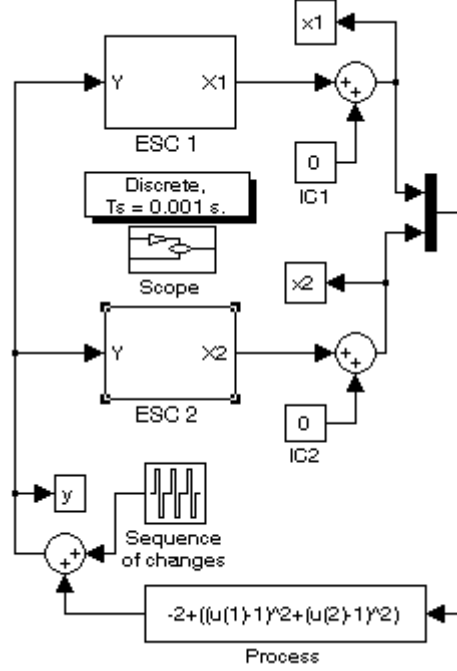 x1
Y X1
+
+
ESC 1
0
IC1
Discrete,
Ts = 0.001 s.
Scope
x2
Y X2
+
+
ESC 2
0
IC2
y
Sequence
of changes
+ +
-2+((u(1)-1)^2+(u(2)-1)^2)
Process